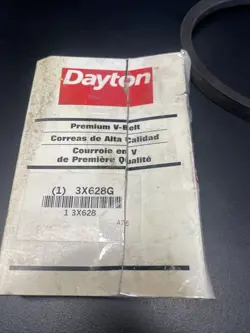 Dayton
Premium V-Belt
Correas de Alta Calidad
Courroie en V
de Première Qualité
(1) 3X628G
1 3X628